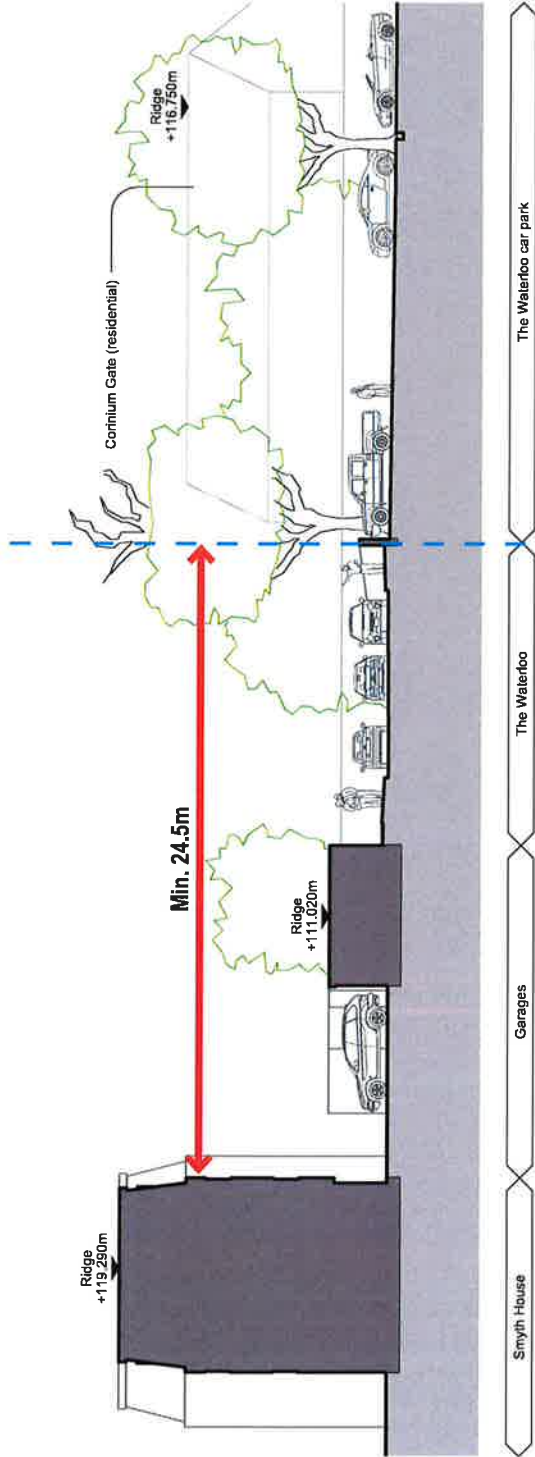 Ridge
+119.290m
Min. 24.5m
Ridge
+111.020m
Corinium Gate (residential)
Ridge
+116.750m
Smyth House
Garages
The Waterloo
The Waterloo car park